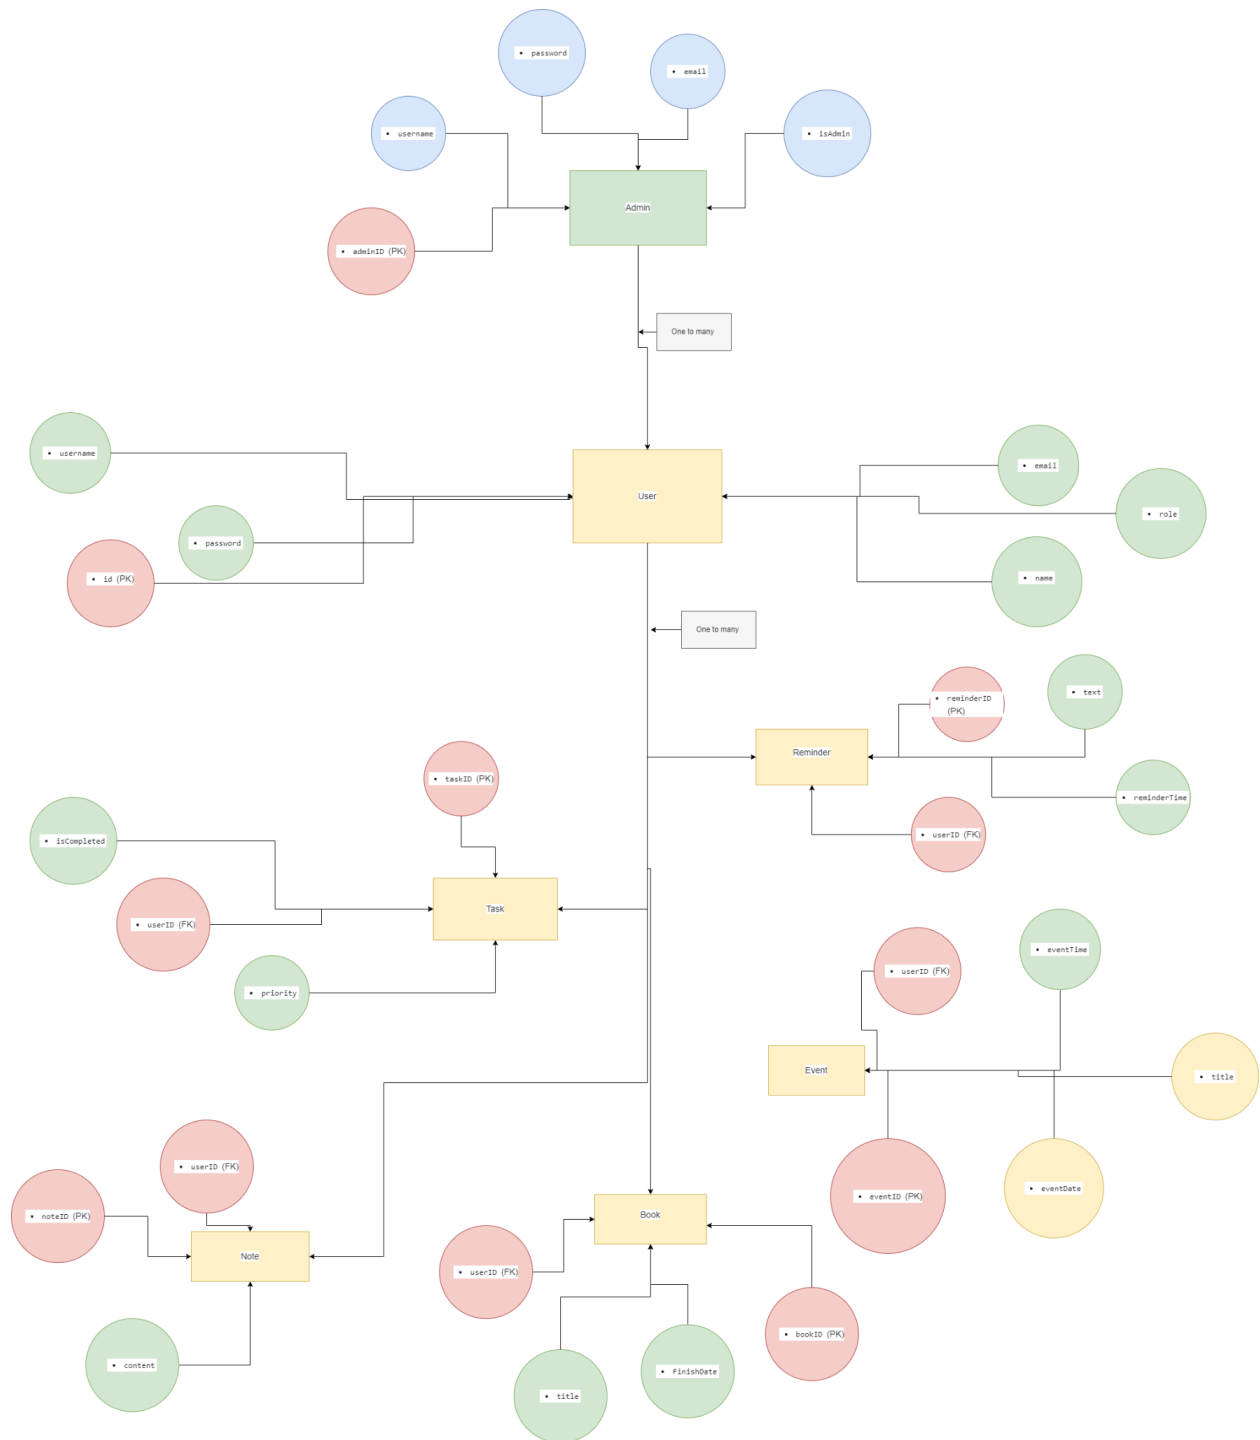 • password
• email
• username
• isAdmin
Admin
• adminID (PK)
One to many
• username
• email
User
• role
• password
• id (PK)
• name
One to many
• reminderID
(PK)
• text
Reminder
• taskID (PK)
• reminderTime
• userID (FK)
• isCompleted
Task
• userID (FK)
• eventTime
• userID (FK)
• priority
Event
• title
• userID (FK)
• eventID (PK)
• eventDate
• noteID (PK)
Book
Note
• userID (FK)
• bookID (PK)
• content
• FinishDate
• title